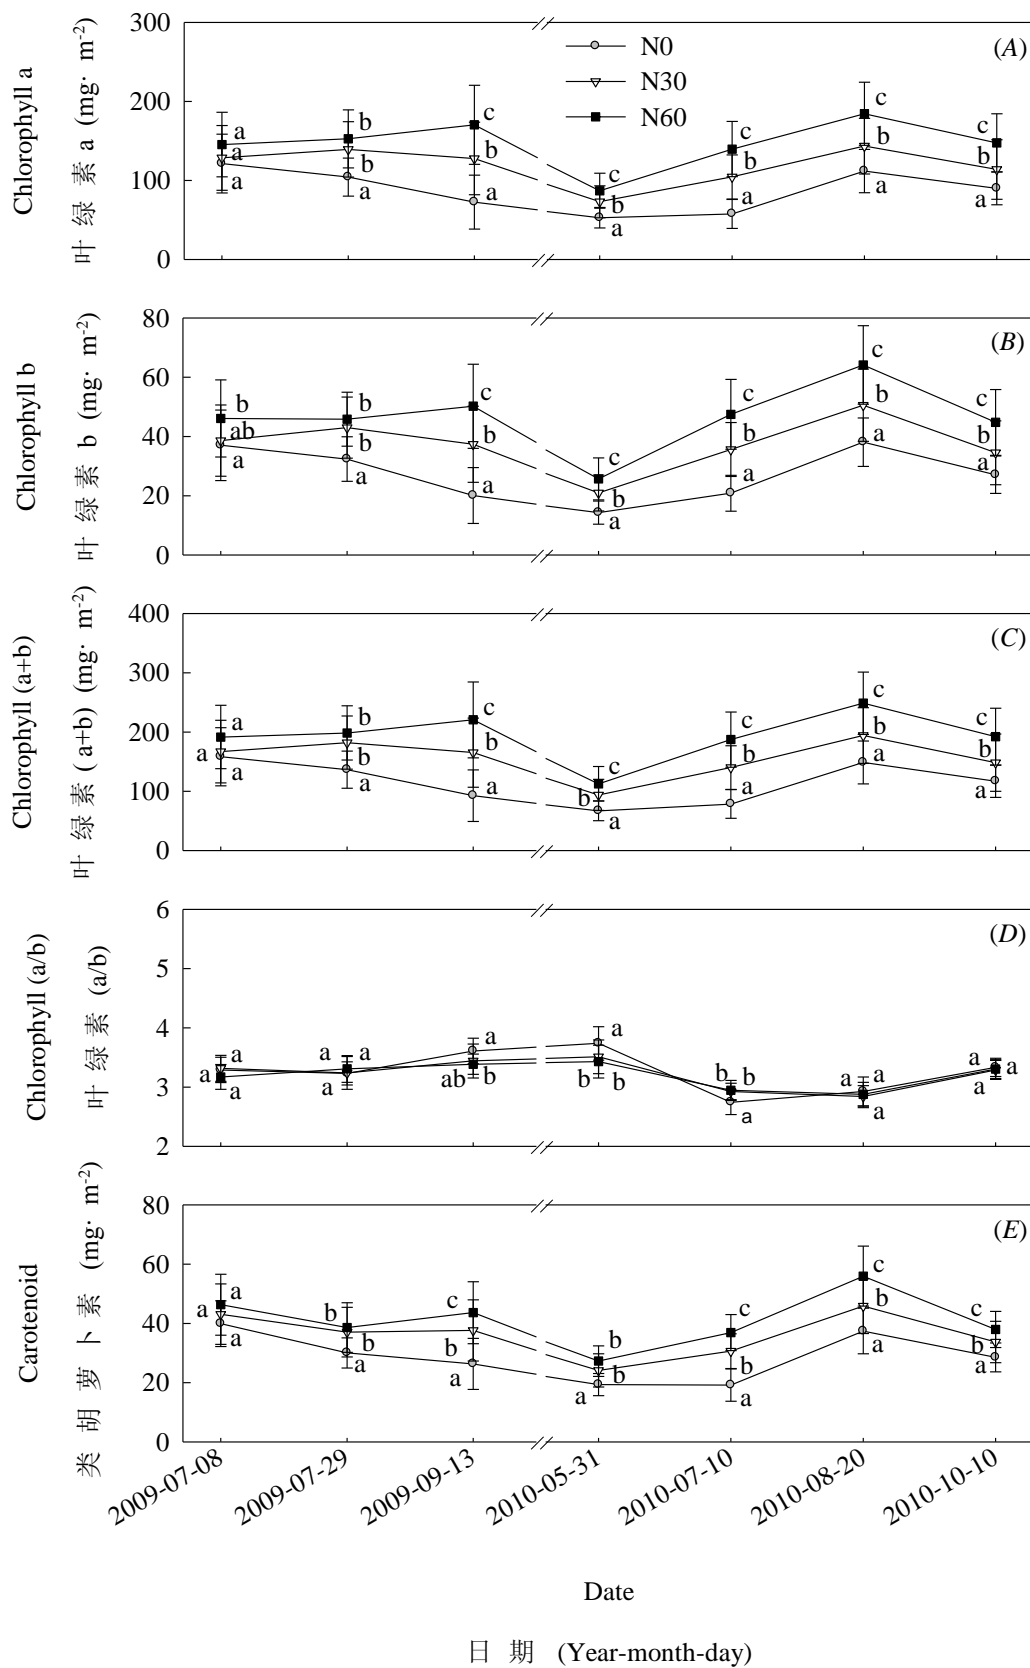 Chlorophyll a
叶 绿 素 a (mg· m-2)
300
200
100
0
N0
N30
N60
(A)
a a a
b b a
c b a
c b a
c b a
c b a
c b a
Chlorophyll b
叶 绿 素 b (mg· m-2)
80
60
40
20
0
(B)
b ab a
b b a
c b a
c b a
c b a
c b a
c b a
Chlorophyll (a+b)
叶 绿 素 (a+b) (mg· m-2)
400
300
200
100
0
(C)
a a a
b b a
c b a
c b a
c b a
c b a
c b a
Chlorophyll (a/b)
叶 绿 素 (a/b)
6
5
4
3
2
(D)
a a a
a a a
a ab b
a b b
b b a
a a a
a a a
Carotenoid
类 胡 萝 卜 素 (mg· m-2)
80
60
40
20
0
(E)
a a a
b b a
c b a
b b a
c b a
c b a
c b a
2009-07-08
2009-07-29
2009-09-13
2010-05-31
2010-07-10
2010-08-20
2010-10-10
Date
日 期 (Year-month-day)